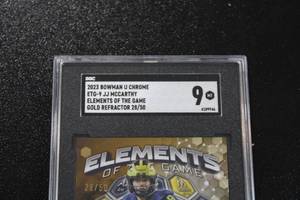 SGC
2023 BOWMAN U CHROME
ETG-9 JJ MCCARTHY
ELEMENTS OF THE GAME
GOLD REFRACTOR 28/50
9
ELEMENTS
OF THE GAME
28/50